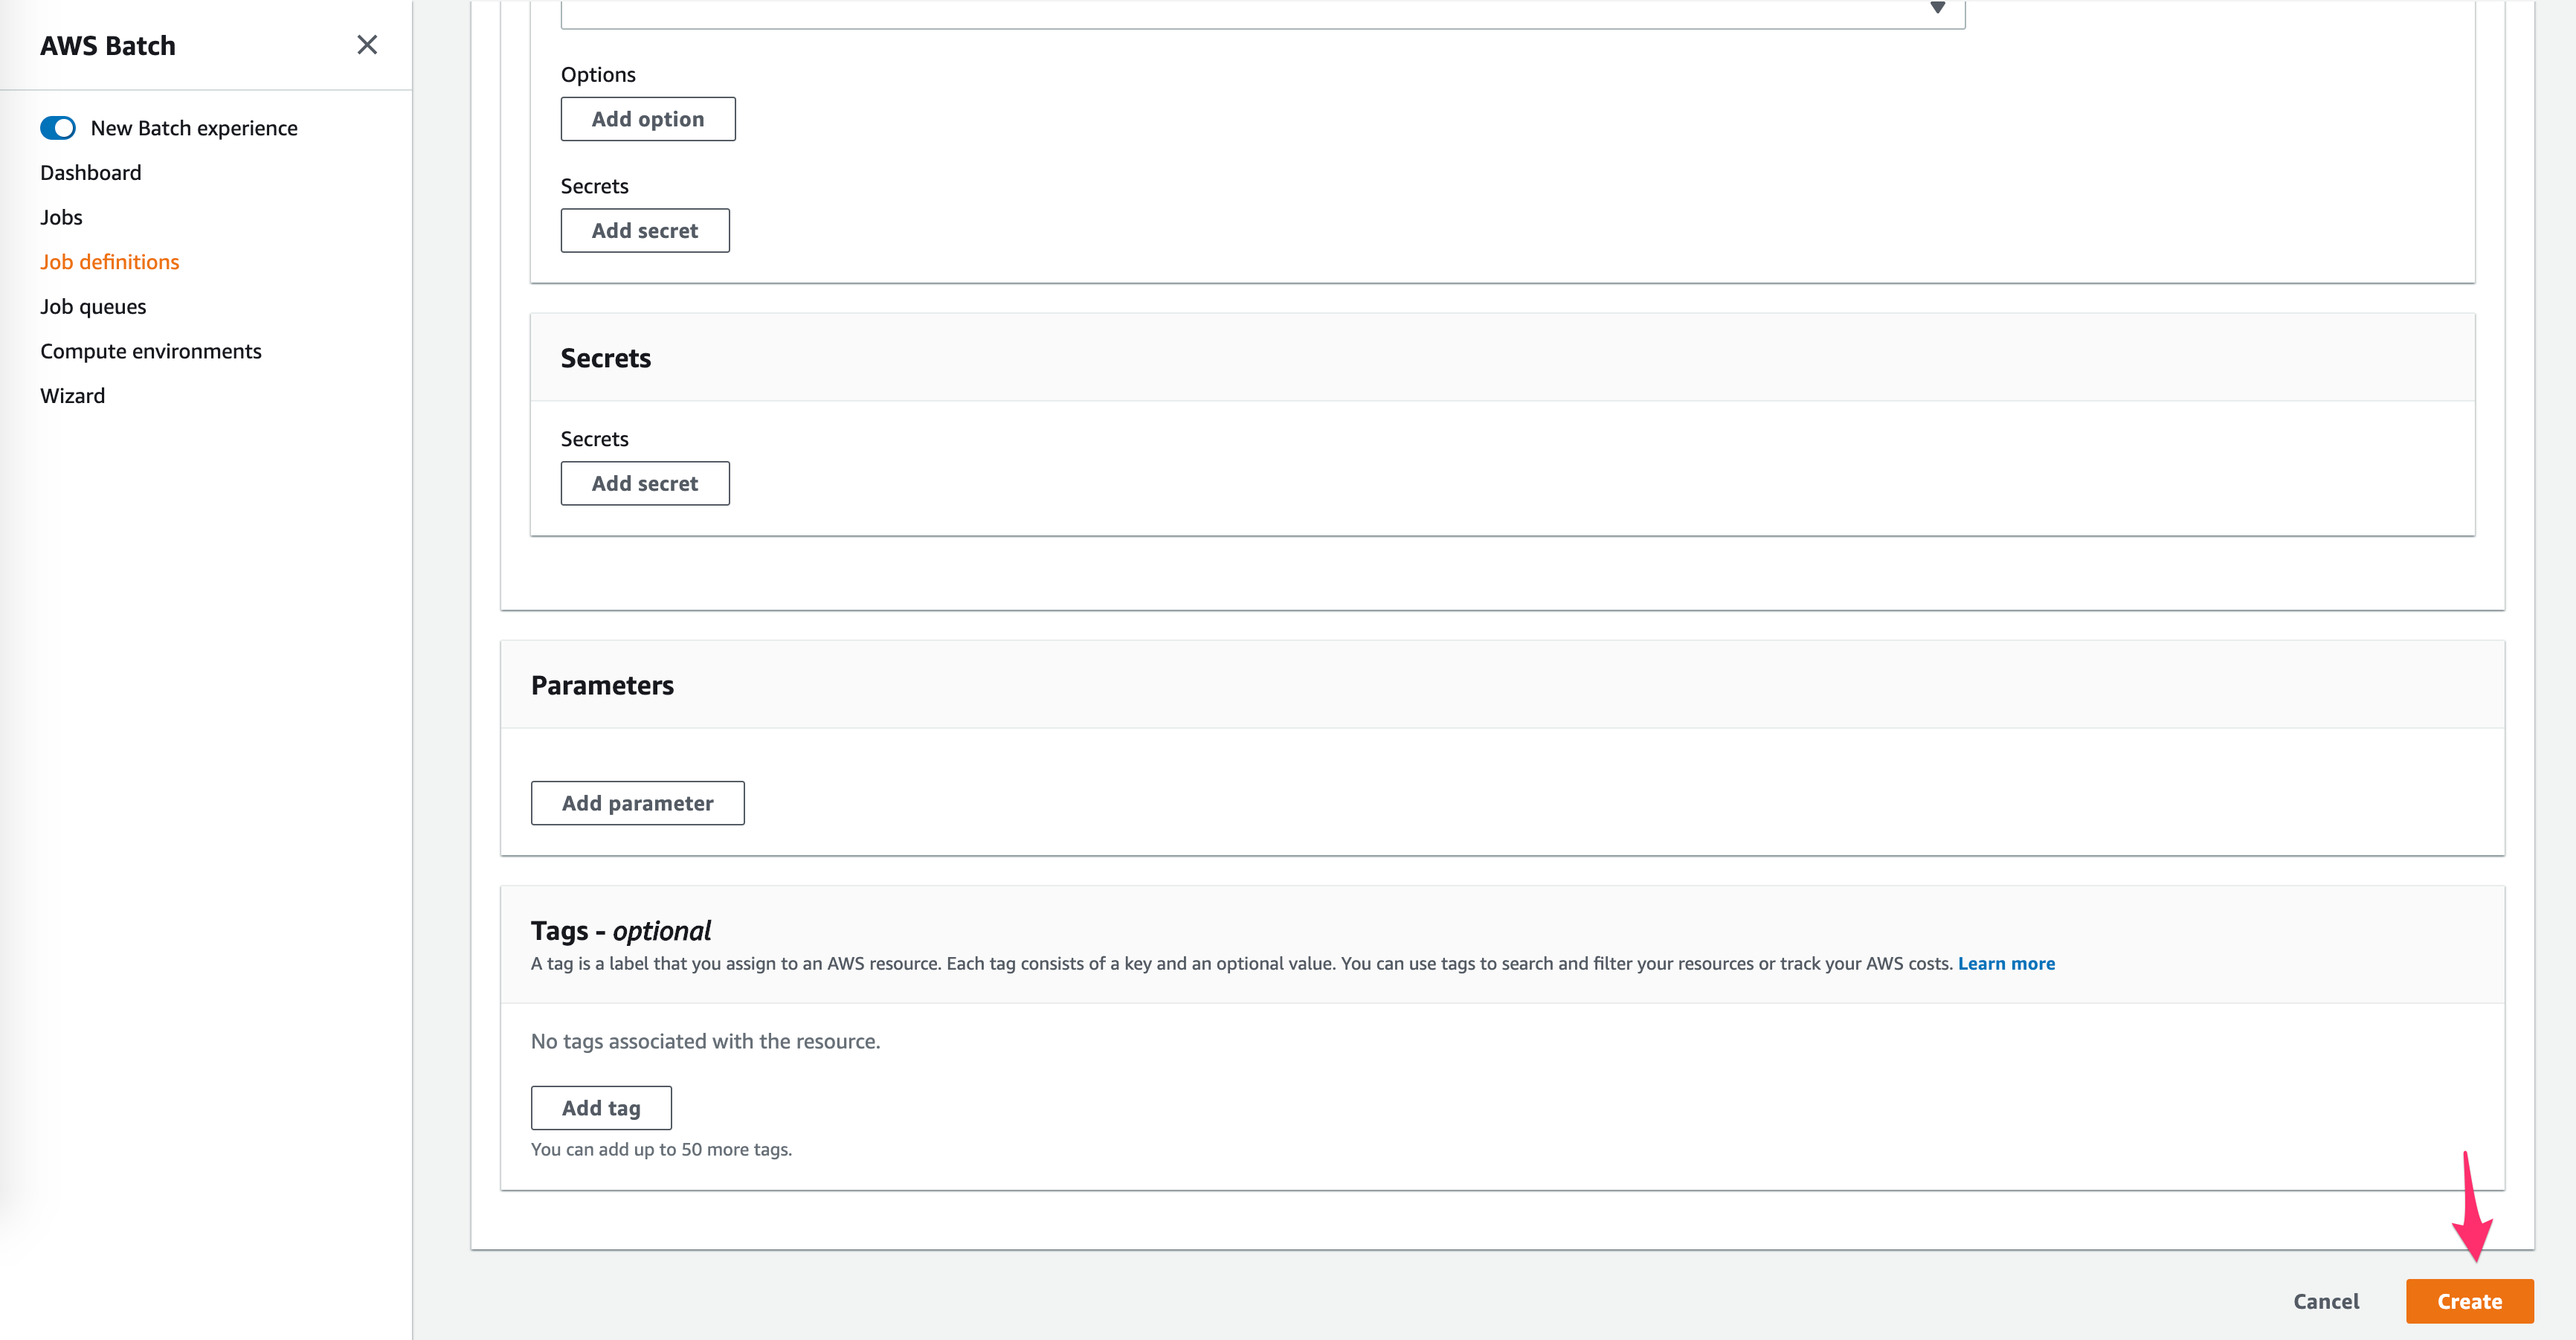 AWS Batch
New Batch experience
Dashboard
Jobs
Job definitions
Job queues
Compute environments
Wizard
Options
Add option
Secrets
Add secret
Secrets
Secrets
Add secret
Parameters
Add parameter
Tags - optional
A tag is a label that you assign to an AWS resource. Each tag consists of a key and an optional value. You can use tags to search and filter your resources or track your AWS costs. Learn more
No tags associated with the resource.
Add tag
You can add up to 50 more tags.
Cancel
Create